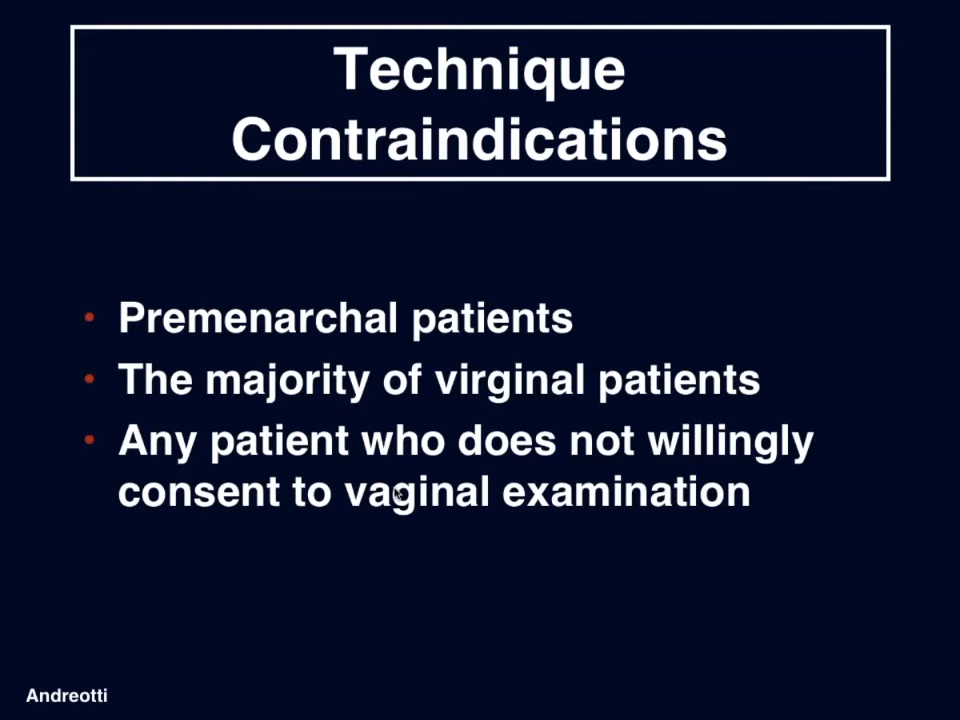 Technique
Contraindications
• Premenarchal patients
• The majority of virginal patients
• Any patient who does not willingly
consent to vaginal examination
Andreotti